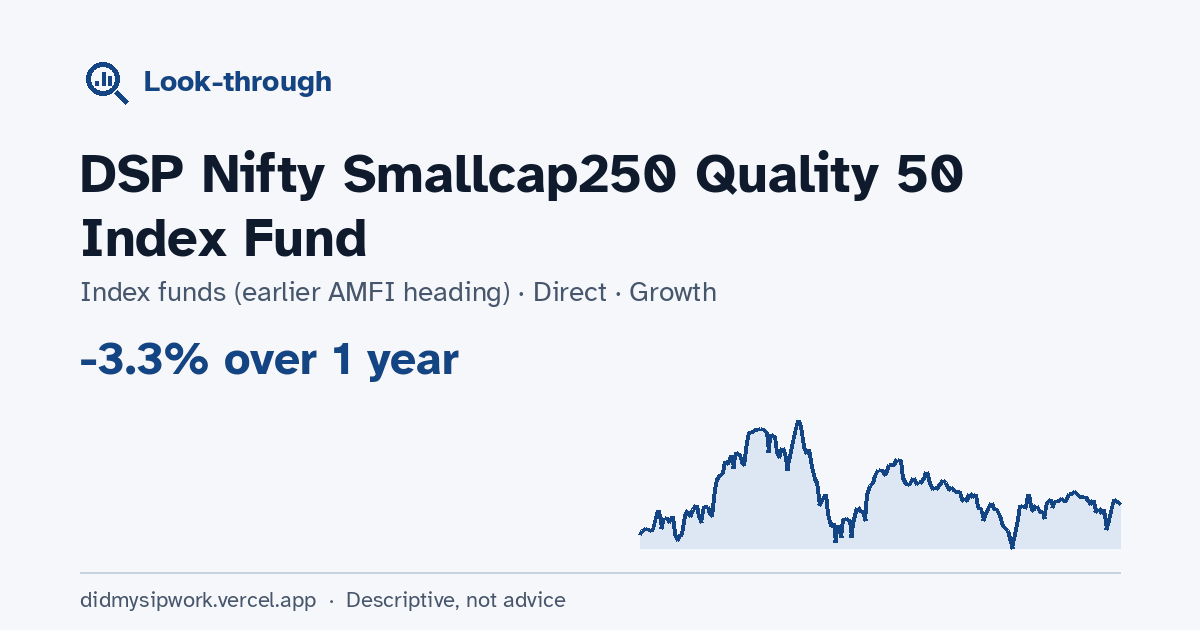 Look-through
DSP Nifty Smallcap250 Quality 50
Index Fund
Index funds (earlier AMFI heading) · Direct · Growth
-3.3% over 1 year
didmysipwork.vercel.app · Descriptive, not advice